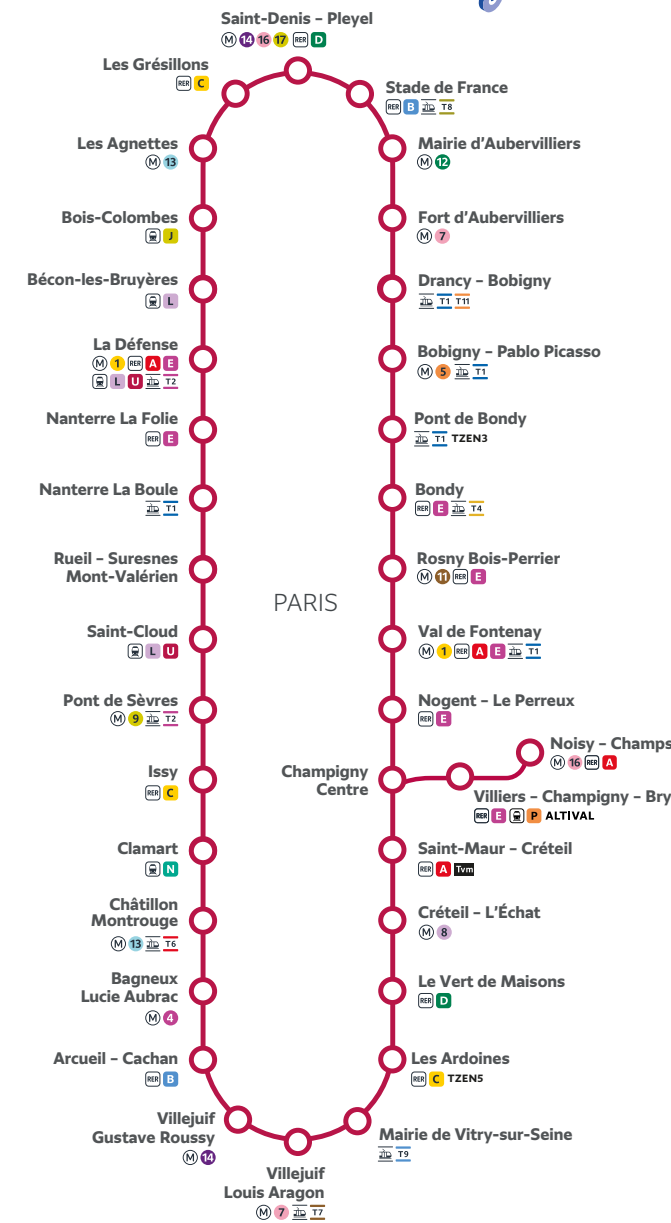 Saint-Denis – Pleyel
M 14 16 17 RER D
Les Grésillons
RER C
Stade de France
RER B T8
Les Agnettes
M 13
Mairie d'Aubervilliers
M 12
Bois-Colombes
J
Fort d'Aubervilliers
M 7
Bécon-les-Bruyères
L
Drancy – Bobigny
T1 T11
La Défense
M 1 RER A E
L U T2
Bobigny – Pablo Picasso
M 5 T1
Nanterre La Folie
RER E
Pont de Bondy
T1 TZEN3
Nanterre La Boule
T1
Bondy
RER E T4
Rueil – Suresnes
Mont-Valérien
Rosny Bois-Perrier
M 11 RER E
PARIS
Saint-Cloud
L U
Val de Fontenay
M 1 RER A E T1
Pont de Sèvres
M 9 T2
Nogent – Le Perreux
RER E
Issy
RER C
Champigny
Centre
Noisy – Champs
M 16 RER A
Villiers – Champigny – Bry
RER E P ALTIVAL
Clamart
N
Saint-Maur – Créteil
RER A Tvm
Châtillon
Montrouge
M 13 T6
Créteil – L'Échat
M 8
Bagneux
Lucie Aubrac
M 4
Le Vert de Maisons
RER D
Arcueil – Cachan
RER B
Les Ardoines
RER C TZEN5
Villejuif
Gustave Roussy
M 14
Mairie de Vitry-sur-Seine
T9
Villejuif
Louis Aragon
M 7 T7